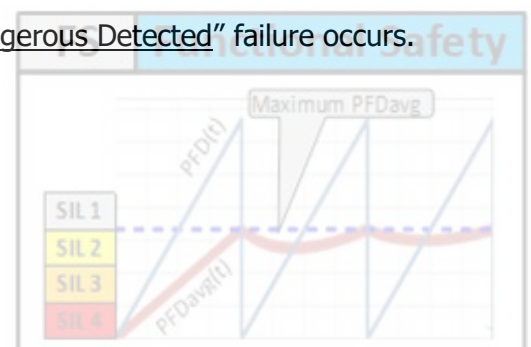 gerous Detected” failure occurs.
FS Functional Safety
Maximum PFDavg
PFD(t)
SIL 1
SIL 2
SIL 3
SIL 4
PFDavg(t)